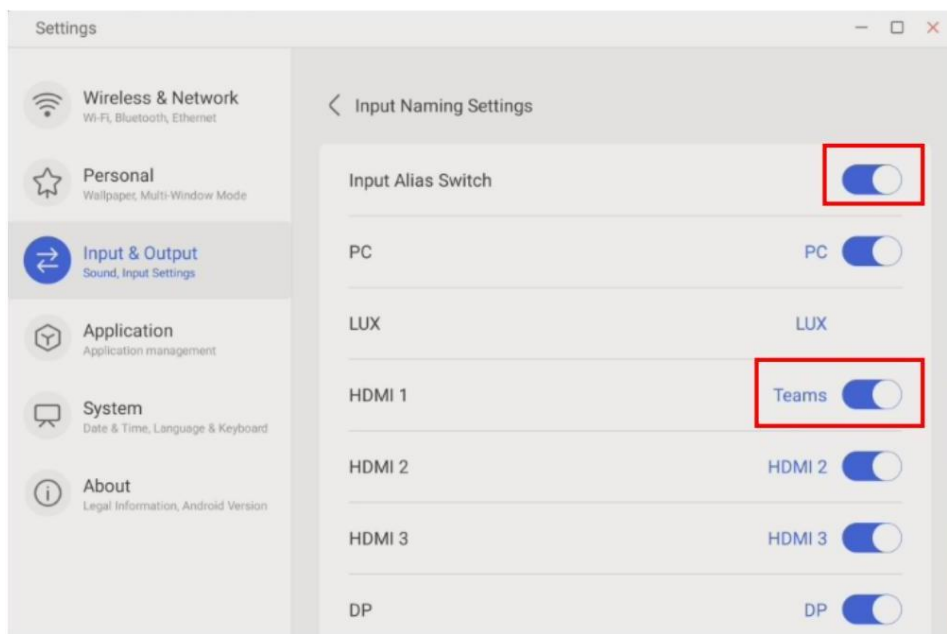 Settings
Wireless & Network
Wi-Fi, Bluetooth, Ethernet
Personal
Wallpaper, Multi-Window Mode
Input & Output
Sound, Input Settings
Application
Application management
System
Date & Time, Language & Keyboard
About
Legal Information, Android Version
Input Naming Settings
Input Alias Switch
PC PC
LUX LUX
HDMI 1 Teams
HDMI 2 HDMI 2
HDMI 3 HDMI 3
DP DP